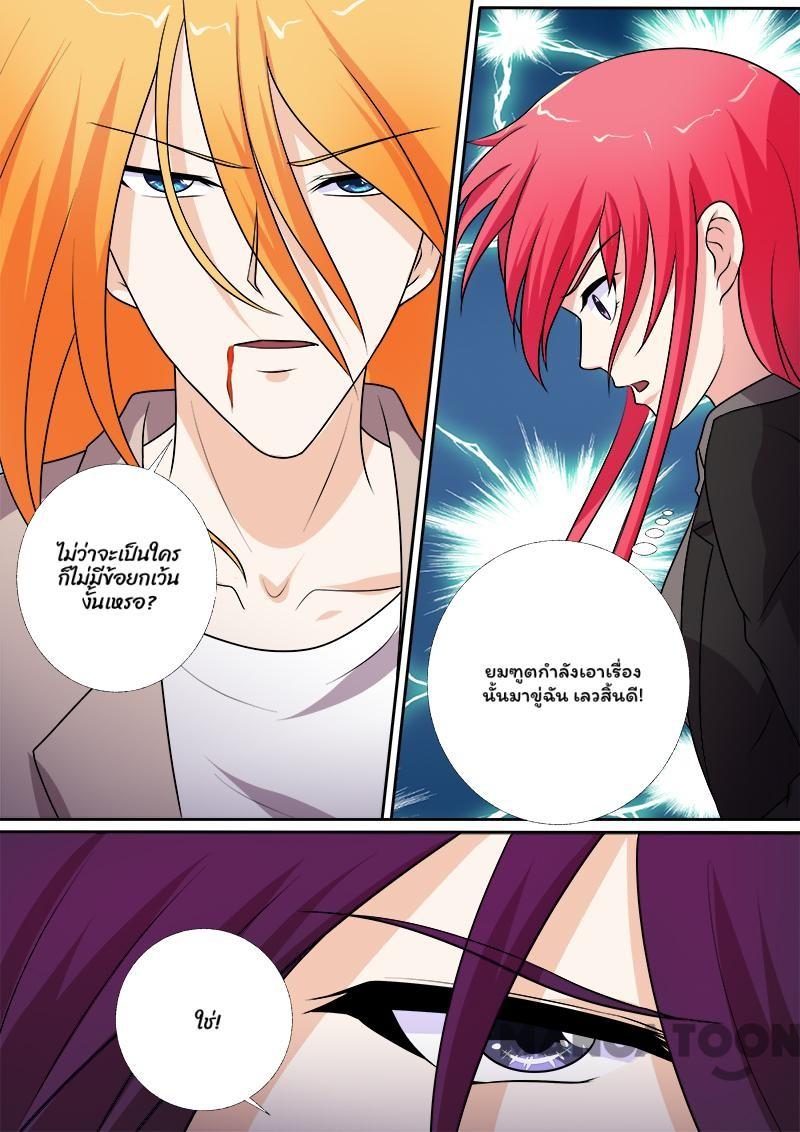 ไม่ว่าจะเป็นใคร
ก็ไม่มีข้อยกเว้น
งั้นเหรอ?
ยมฑูตกำลังเอาเรื่อง
นั้นมาขู่ฉัน เลวสิ้นดี!
ใช่!
MANGATOON